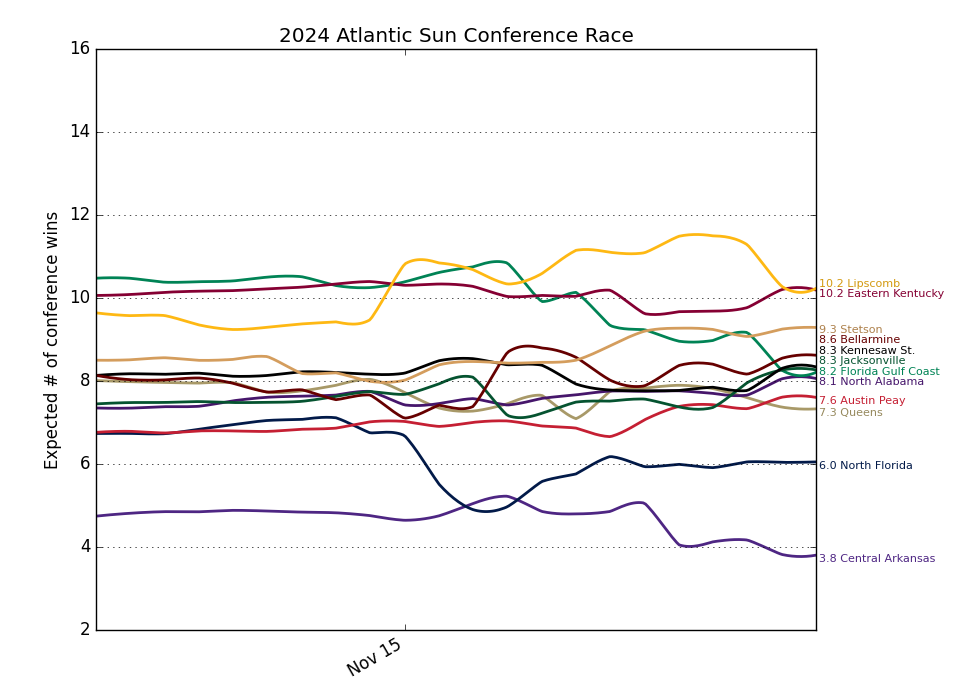 2024 Atlantic Sun Conference Race
Expected # of conference wins
16
14
12
10
8
6
4
2
Nov 15
10.2 Lipscomb
10.2 Eastern Kentucky
9.3 Stetson
8.6 Bellarmine
8.3 Kennesaw St.
8.3 Jacksonville
8.2 Florida Gulf Coast
8.1 North Alabama
7.6 Austin Peay
7.3 Queens
6.0 North Florida
3.8 Central Arkansas